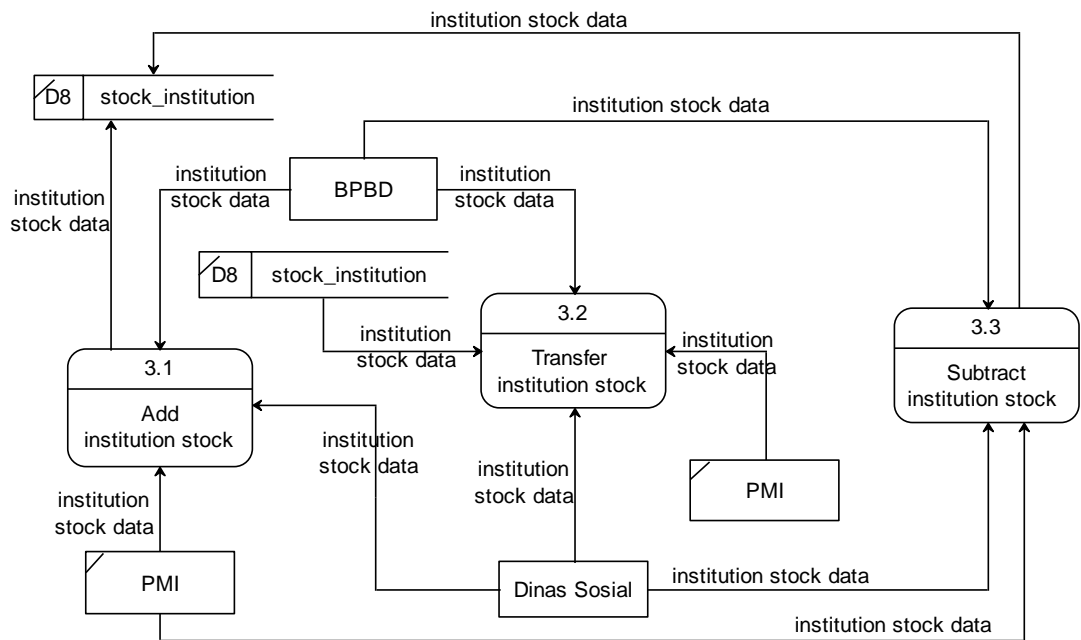 institution stock data
D8 stock_institution
institution stock data
institution
stock data
BPBD
institution
stock data
institution
stock data
D8 stock_institution
3.2
Transfer
institution stock
institution
stock data
institution
stock data
3.3
Subtract
institution stock
3.1
Add
institution stock
institution
stock data
institution
stock data
PMI
institution
stock data
PMI
Dinas Sosial
institution stock data
institution stock data